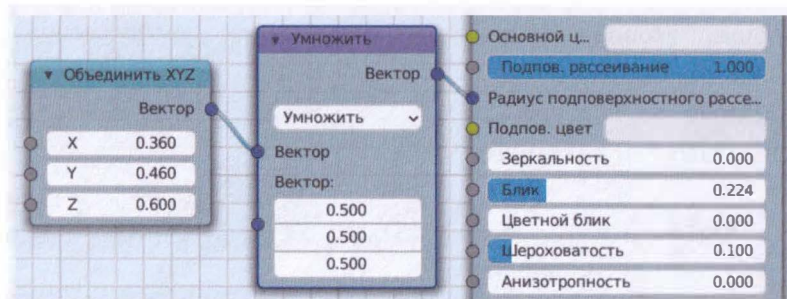 Объединить XYZ
Вектор
X 0.360
Y 0.460
Z 0.600
Умножить
Вектор
Умножить
Вектор
Вектор:
0.500
0.500
0.500
Основной ц...
Подпов. рассеивание 1.000
Радиус подповерхностного рассе...
Подпов. цвет
Зеркальность 0.000
Блик 0.224
Цветной блик 0.000
Шероховатость 0.100
Анизотропность 0.000